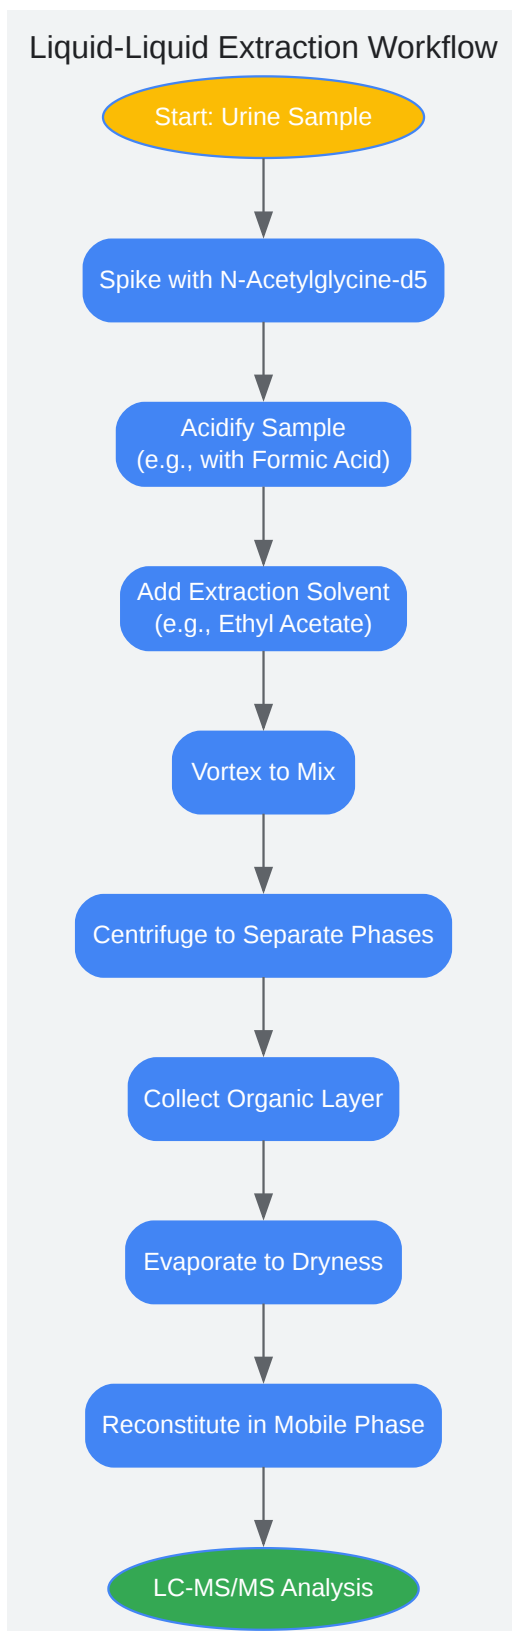 Liquid-Liquid Extraction Workflow
Start: Urine Sample
Spike with N-Acetylglycine-d5
Acidify Sample
(e.g., with Formic Acid)
Add Extraction Solvent
(e.g., Ethyl Acetate)
Vortex to Mix
Centrifuge to Separate Phases
Collect Organic Layer
Evaporate to Dryness
Reconstitute in Mobile Phase
LC-MS/MS Analysis